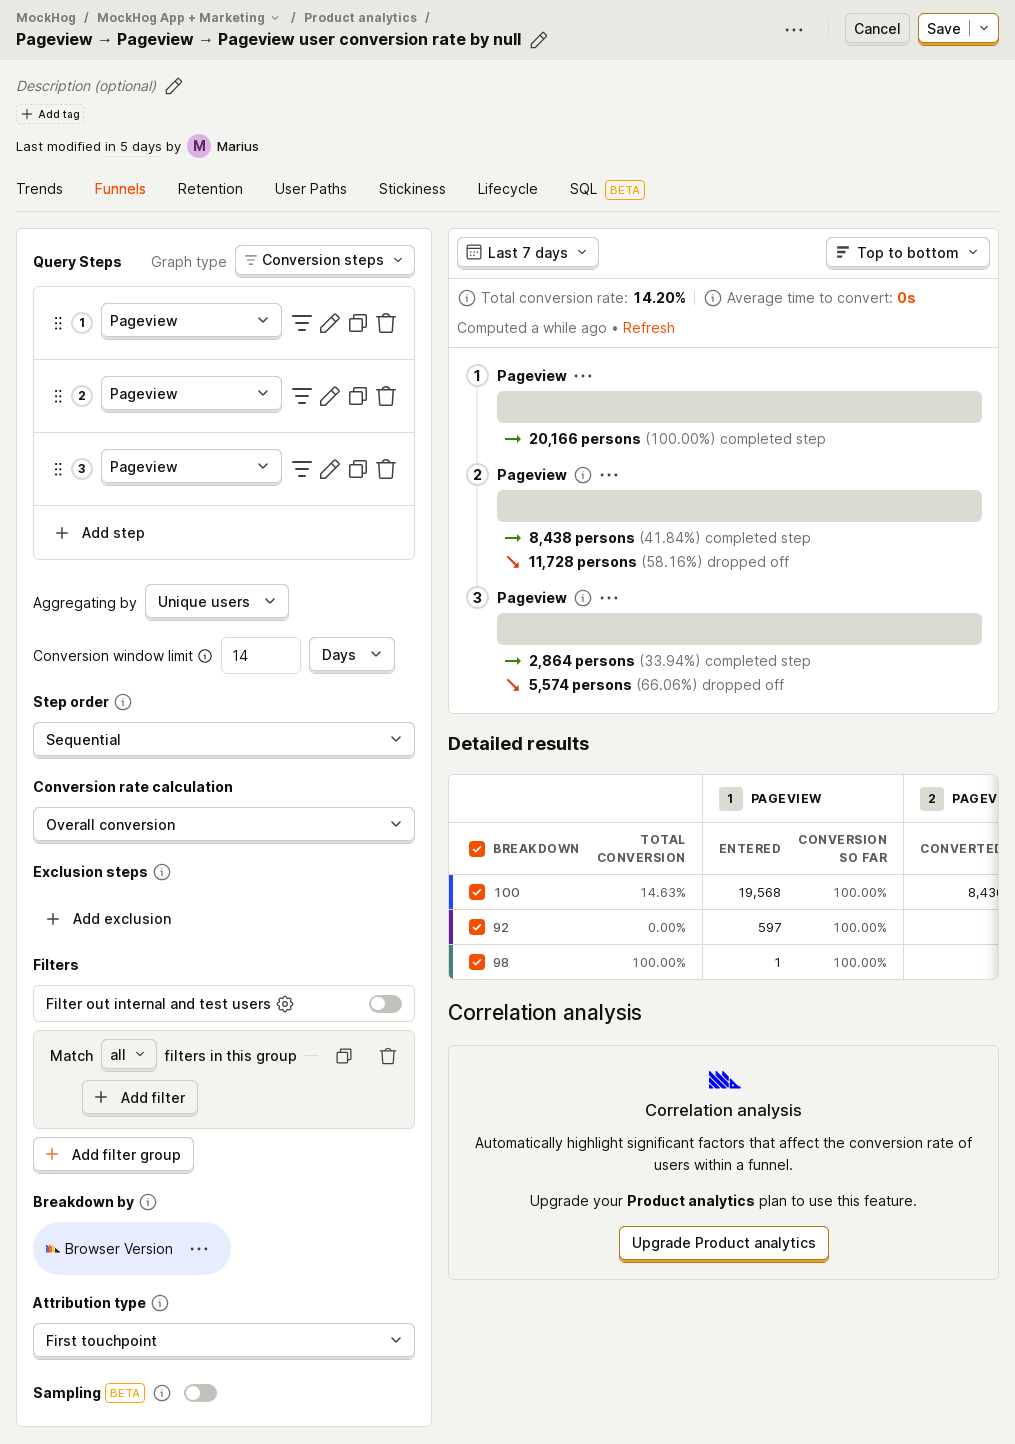 MockHog / MockHog App + Marketing / Product analytics /
Pageview → Pageview → Pageview user conversion rate by null
Cancel
Save
Description (optional)
Add tag
Last modified in 5 days by M Marius
Trends Funnels Retention User Paths Stickiness Lifecycle SQL BETA
Query Steps Graph type Conversion steps
1 Pageview
2 Pageview
3 Pageview
Add step
Aggregating by Unique users
Conversion window limit 14 Days
Step order
Sequential
Conversion rate calculation
Overall conversion
Exclusion steps
Add exclusion
Filters
Filter out internal and test users
Match all filters in this group
Add filter
Add filter group
Breakdown by
Browser Version
Attribution type
First touchpoint
Sampling BETA
Last 7 days Top to bottom
Total conversion rate: 14.20% Average time to convert: 0s
Computed a while ago • Refresh
1 Pageview
20,166 persons (100.00%) completed step
2 Pageview
8,438 persons (41.84%) completed step
11,728 persons (58.16%) dropped off
3 Pageview
2,864 persons (33.94%) completed step
5,574 persons (66.06%) dropped off
Detailed results
1 PAGEVIEW 2 PAGEV
BREAKDOWN TOTAL CONVERSION ENTERED CONVERSION SO FAR CONVERTED
100 14.63% 19,568 100.00% 8,43
92 0.00% 597 100.00%
98 100.00% 1 100.00%
Correlation analysis
Correlation analysis
Automatically highlight significant factors that affect the conversion rate of
users within a funnel.
Upgrade your Product analytics plan to use this feature.
Upgrade Product analytics